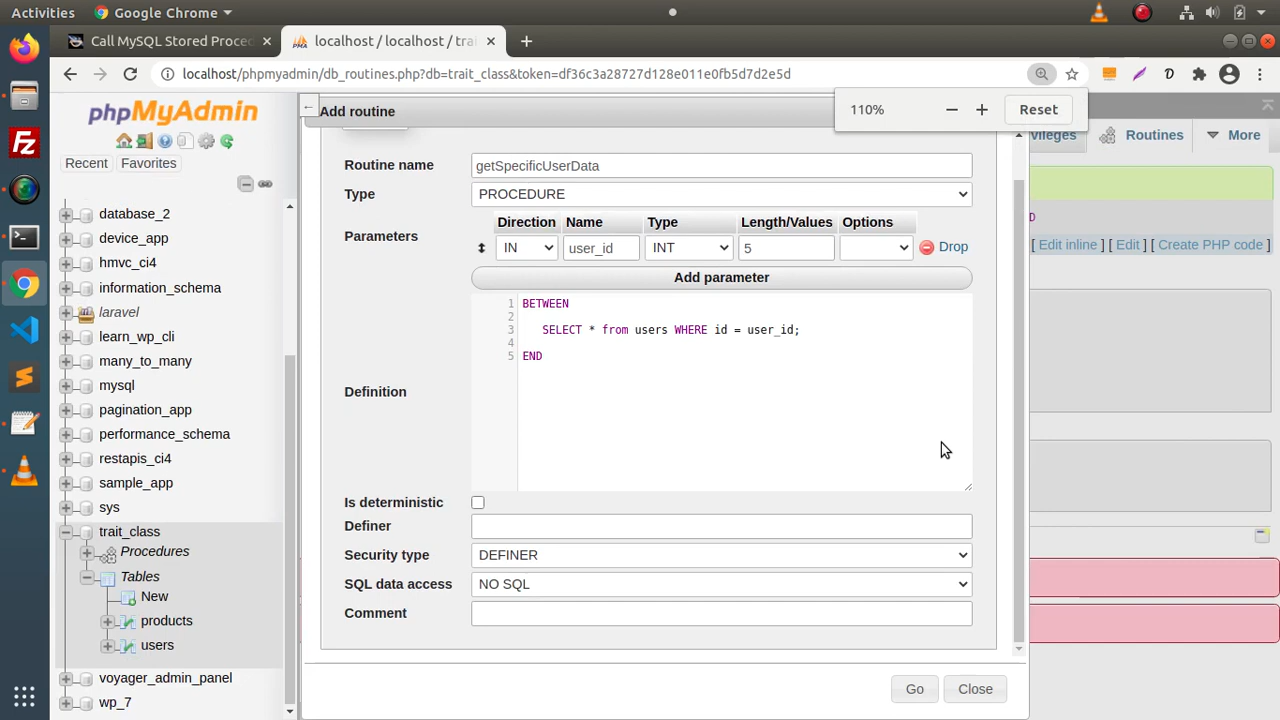 Activities
Google Chrome
Call MySQL Stored Proced
localhost / localhost / trai
PMA
localhost/phpmyadmin/db_routines.php?db=trait_class&token=df36c3a28727d128e011e0fb5d7d2e5d
110%
Reset
phpMyAdmin
Recent
Favorites
database_2
device_app
hmvc_ci4
information_schema
laravel
learn_wp_cli
many_to_many
mysql
pagination_app
performance_schema
restapis_ci4
sample_app
sys
trait_class
Procedures
Tables
New
products
users
voyager_admin_panel
wp_7
Add routine
Routine name
getSpecificUserData
Type
PROCEDURE
Parameters
Direction Name Type Length/Values Options
IN user_id INT 5 Drop
Add parameter
Definition
1 BETWEEN
2
3 SELECT * from users WHERE id = user_id;
4
5 END
Is deterministic
Definer
Security type
DEFINER
SQL data access
NO SQL
Comment
Go
Close
vileges
Routines
More
D
[ Edit inline ] [ Edit ] [ Create PHP code ]